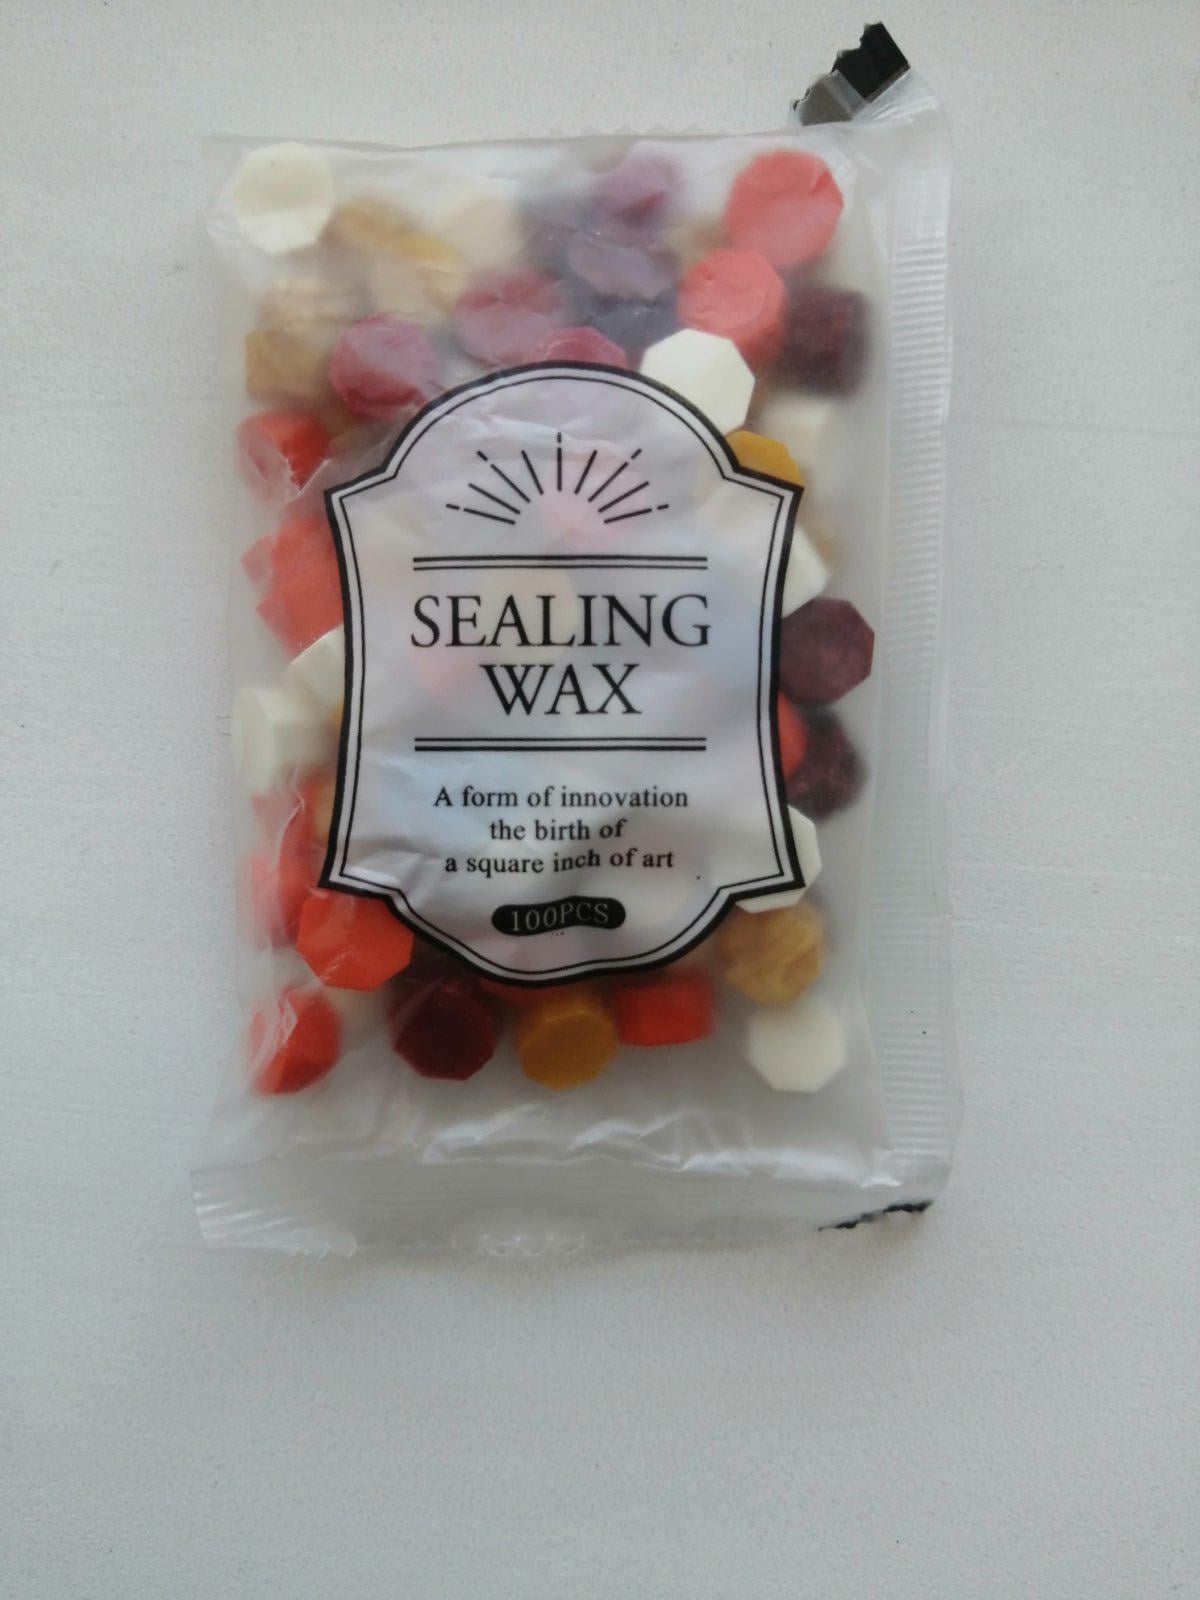 SEALING
WAX
A form of innovation
the birth of
a square inch of art
100PCS